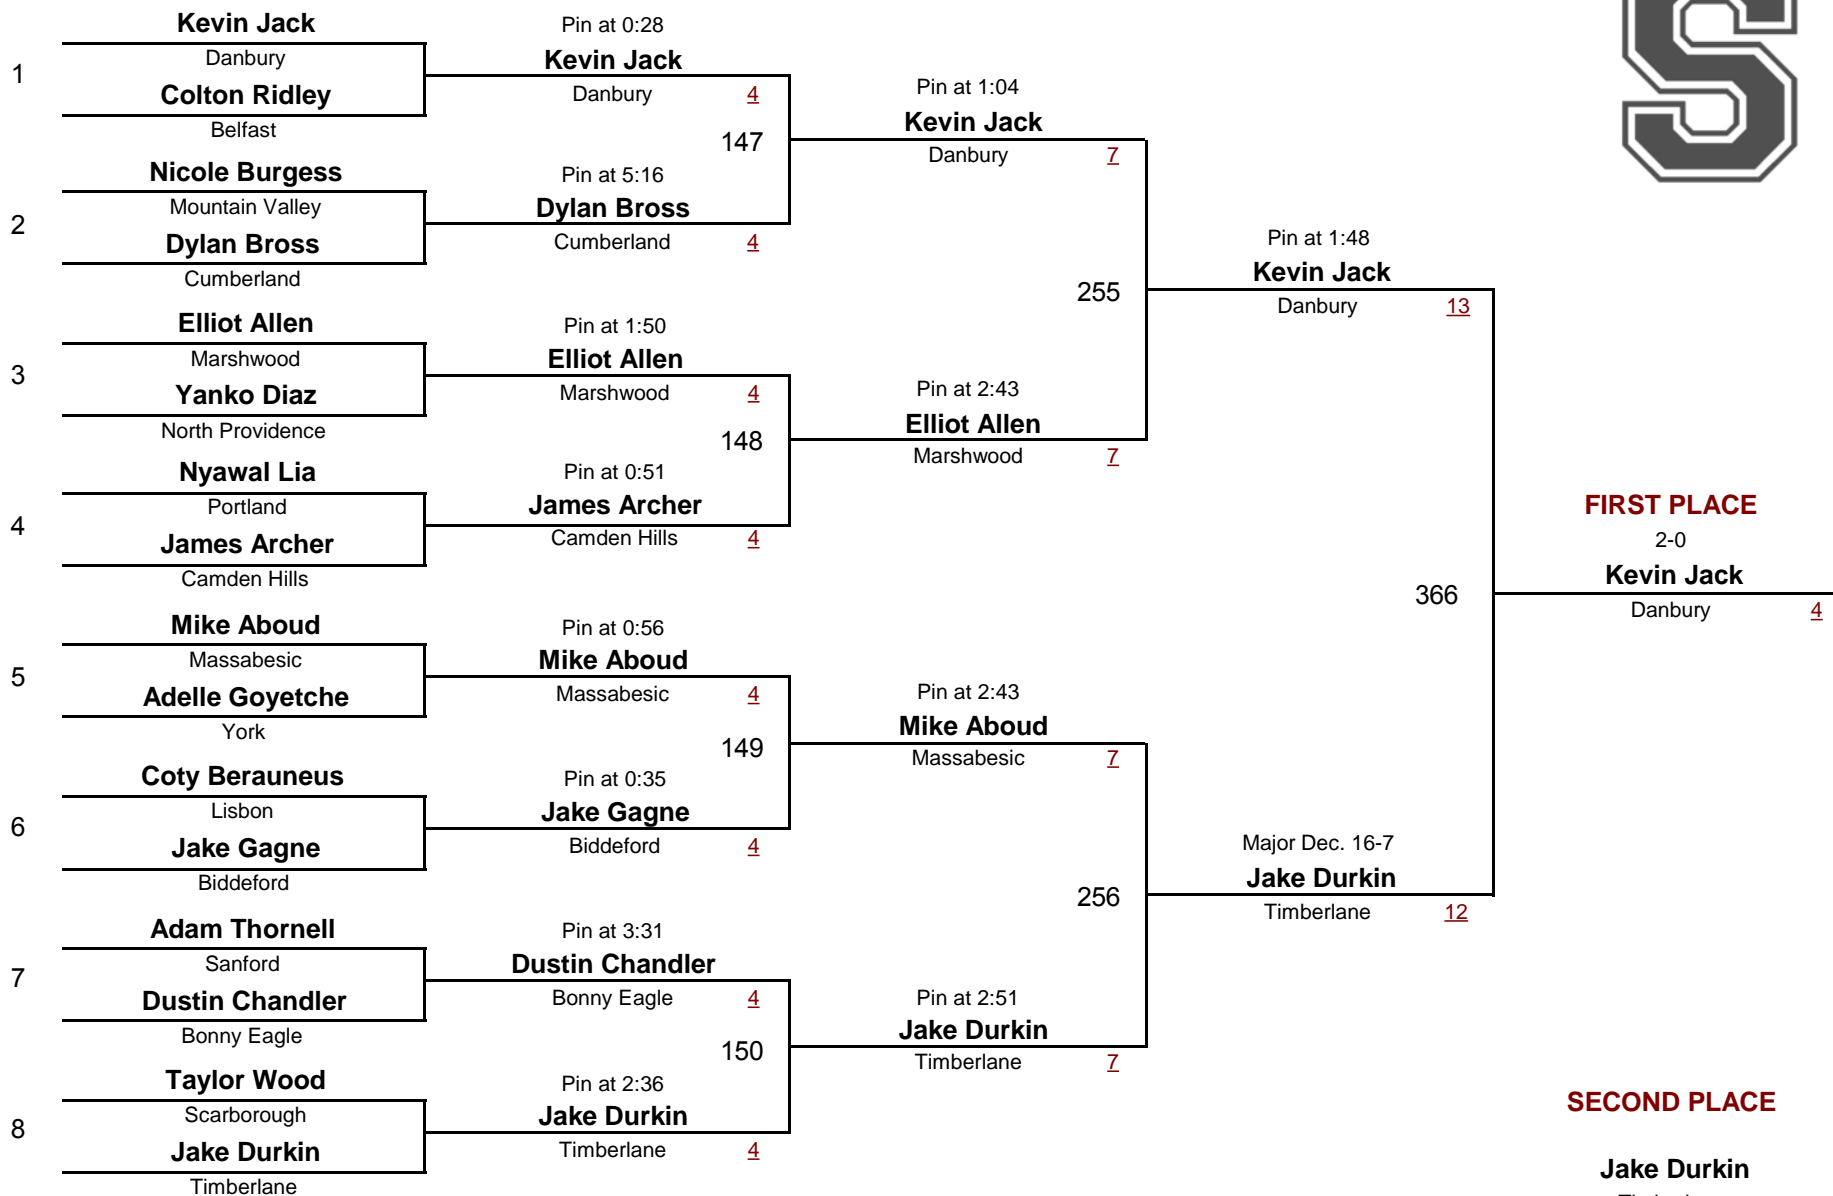 Kevin Jack
Danbury
1
Colton Ridley
Belfast
Nicole Burgess
Mountain Valley
2
Dylan Bross
Cumberland
Elliot Allen
Marshwood
3
Yanko Diaz
North Providence
Nyawal Lia
Portland
4
James Archer
Camden Hills
Mike Aboud
Massabesic
5
Adelle Goyetche
York
Coty Berauneus
Lisbon
6
Jake Gagne
Biddeford
Adam Thornell
Sanford
7
Dustin Chandler
Bonny Eagle
Taylor Wood
Scarborough
8
Jake Durkin
Timberlane
Pin at 0:28
Kevin Jack
Danbury 4
147
Pin at 5:16
Dylan Bross
Cumberland 4
Pin at 1:50
Elliot Allen
Marshwood 4
148
Pin at 0:51
James Archer
Camden Hills 4
Pin at 0:56
Mike Aboud
Massabesic 4
149
Pin at 0:35
Jake Gagne
Biddeford 4
Pin at 3:31
Dustin Chandler
Bonny Eagle 4
150
Pin at 2:36
Jake Durkin
Timberlane 4
Pin at 1:04
Kevin Jack
Danbury 7
255
Pin at 2:43
Elliot Allen
Marshwood 7
Pin at 2:43
Mike Aboud
Massabesic 7
256
Pin at 2:51
Jake Durkin
Timberlane 7
Pin at 1:48
Kevin Jack
Danbury 13
366
Major Dec. 16-7
Jake Durkin
Timberlane 12
S
FIRST PLACE
2-0
Kevin Jack
Danbury 4
SECOND PLACE
Jake Durkin